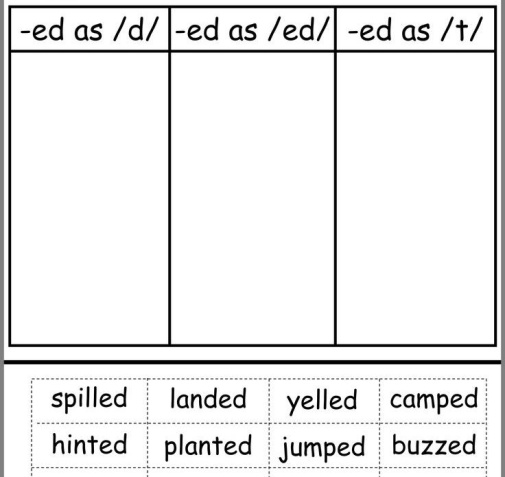 -ed as /d/ -ed as /ed/ -ed as /t/
spilled landed yelled camped
hinted planted jumped buzzed